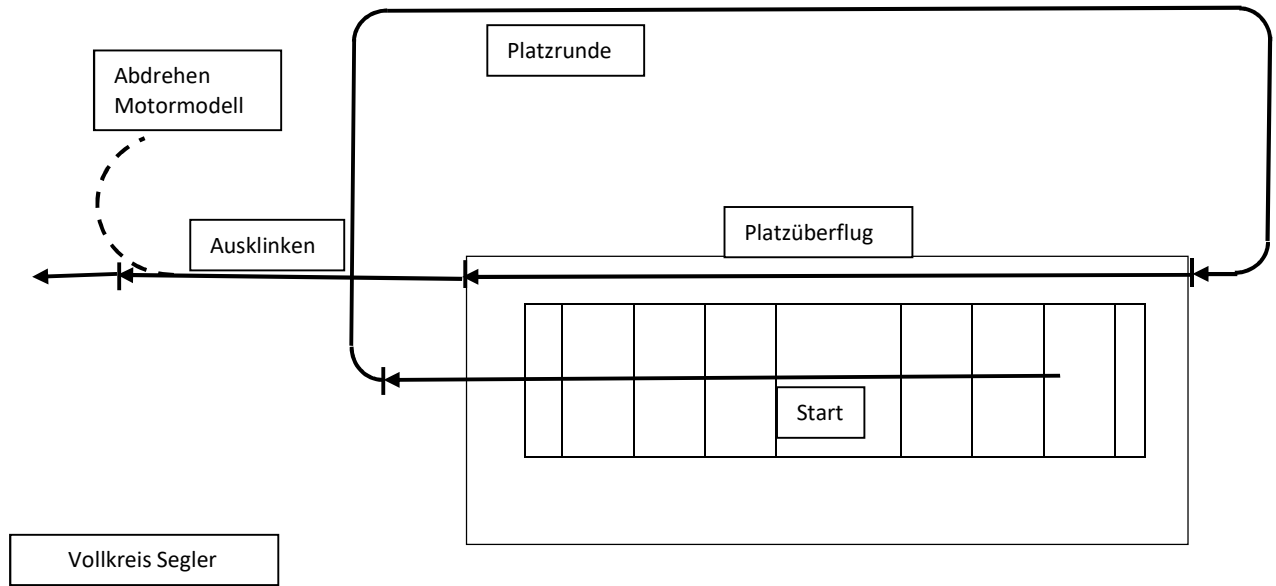 Platzrunde
Abdrehen
Motormodell
Ausklinken
Platzüberflug
Start
Vollkreis Segler